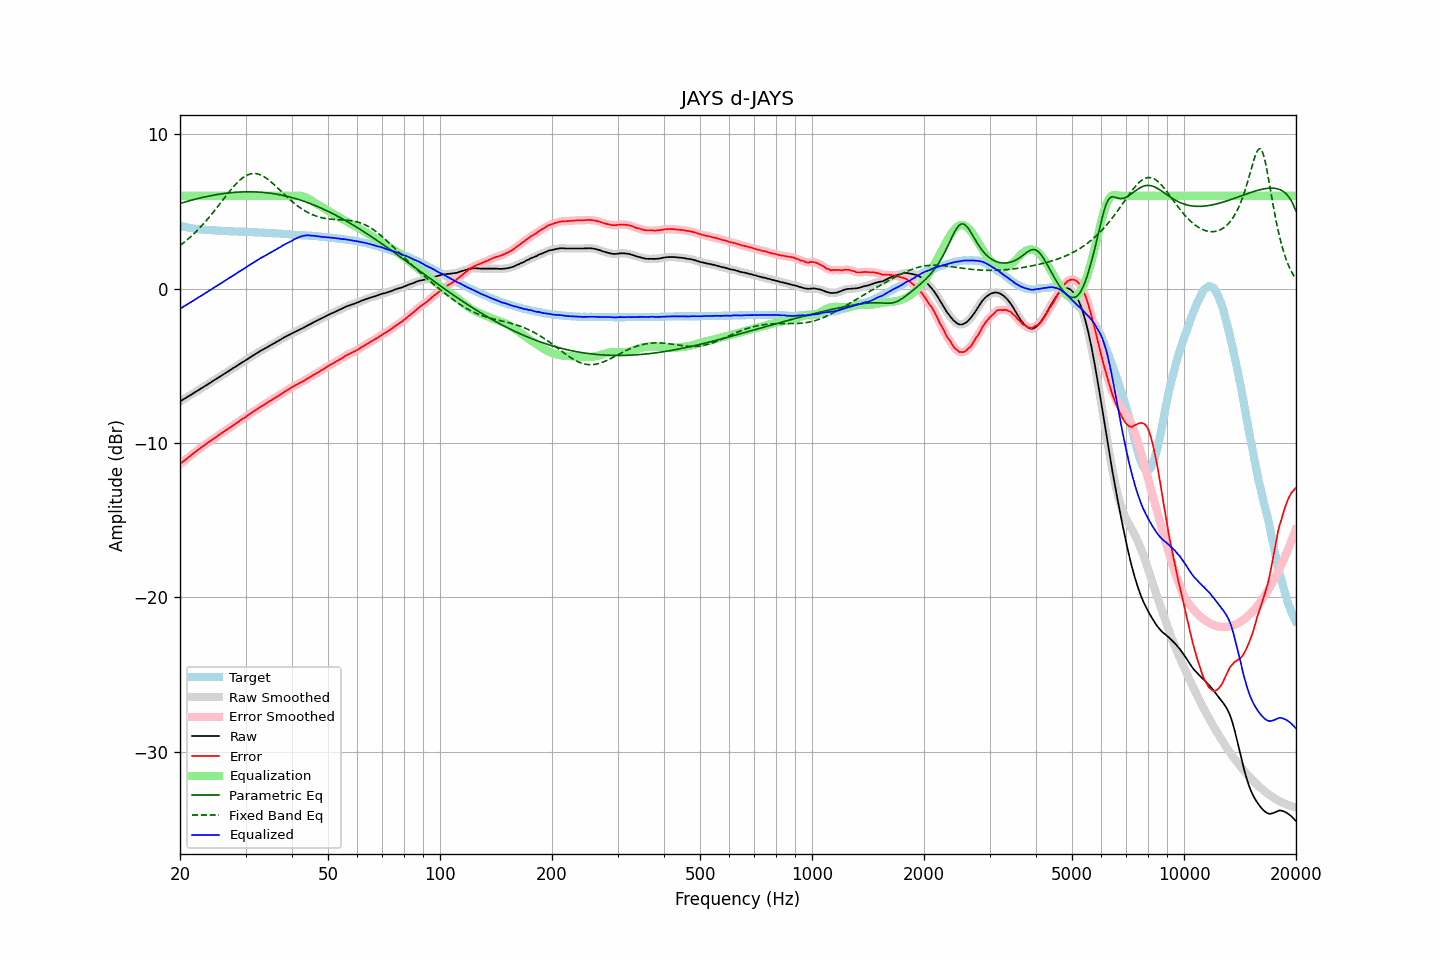 JAYS d-JAYS
10
0
−10
−20
−30
Amplitude (dBr)
Target
Raw Smoothed
Error Smoothed
Raw
Error
Equalization
Parametric Eq
Fixed Band Eq
Equalized
20 50 100 200 500 1000 2000 5000 10000 20000
Frequency (Hz)